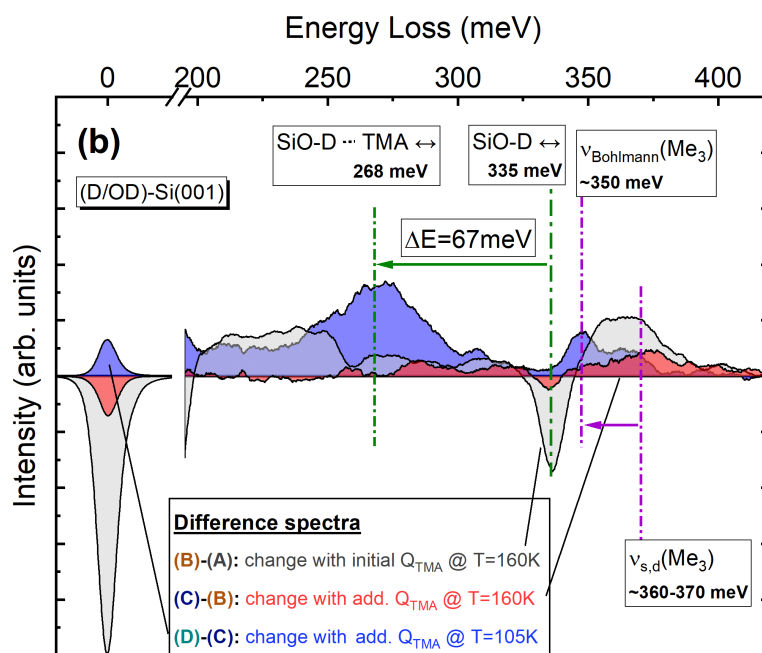 Energy Loss (meV)
0 200 250 300 350 400
(b)
(D/OD)-Si(001)
SiO-D ··· TMA ↔
268 meV
SiO-D ↔
335 meV
νBohlmann(Me3)
~350 meV
ΔE=67meV
Intensity (arb. units)
Difference spectra
(B)-(A): change with initial QTMA @ T=160K
(C)-(B): change with add. QTMA @ T=160K
(D)-(C): change with add. QTMA @ T=105K
νs,d(Me3)
~360-370 meV